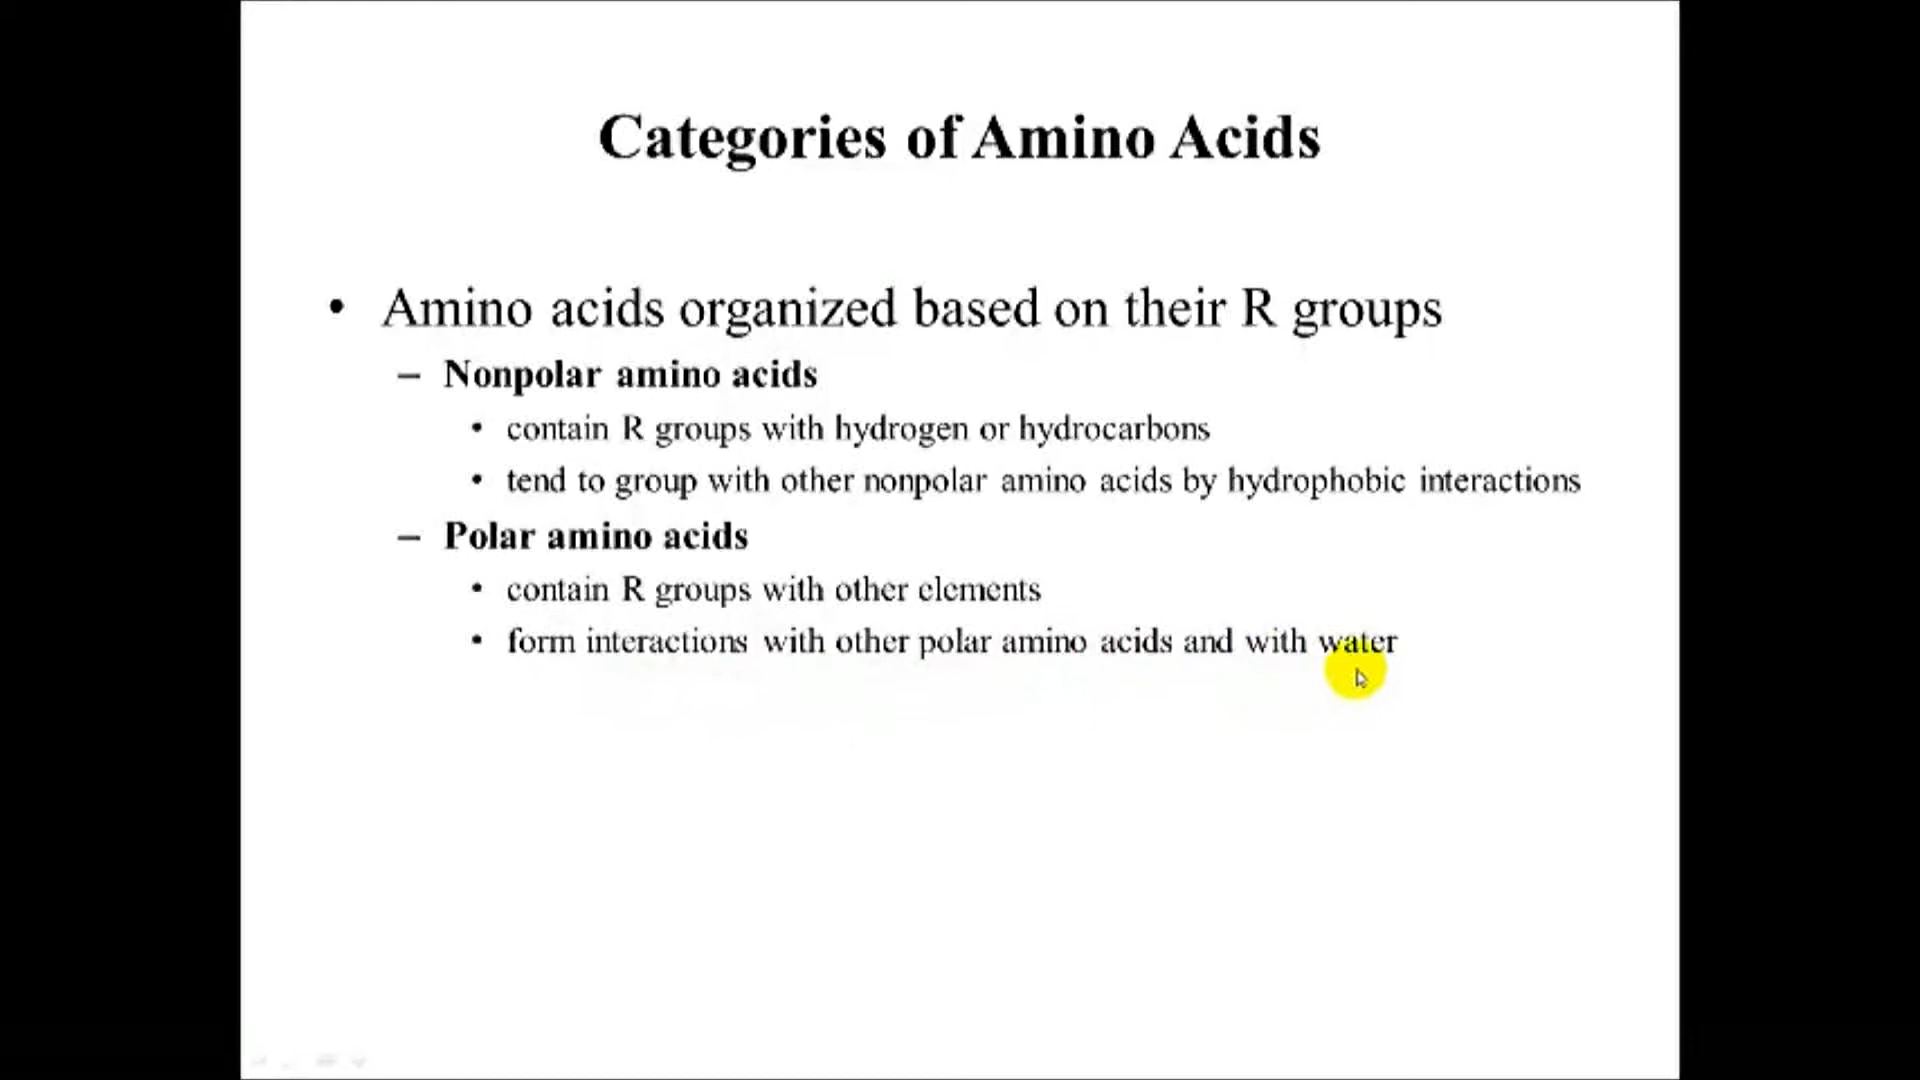 Categories of Amino Acids
• Amino acids organized based on their R groups
– Nonpolar amino acids
• contain R groups with hydrogen or hydrocarbons
• tend to group with other nonpolar amino acids by hydrophobic interactions
– Polar amino acids
• contain R groups with other elements
• form interactions with other polar amino acids and with water